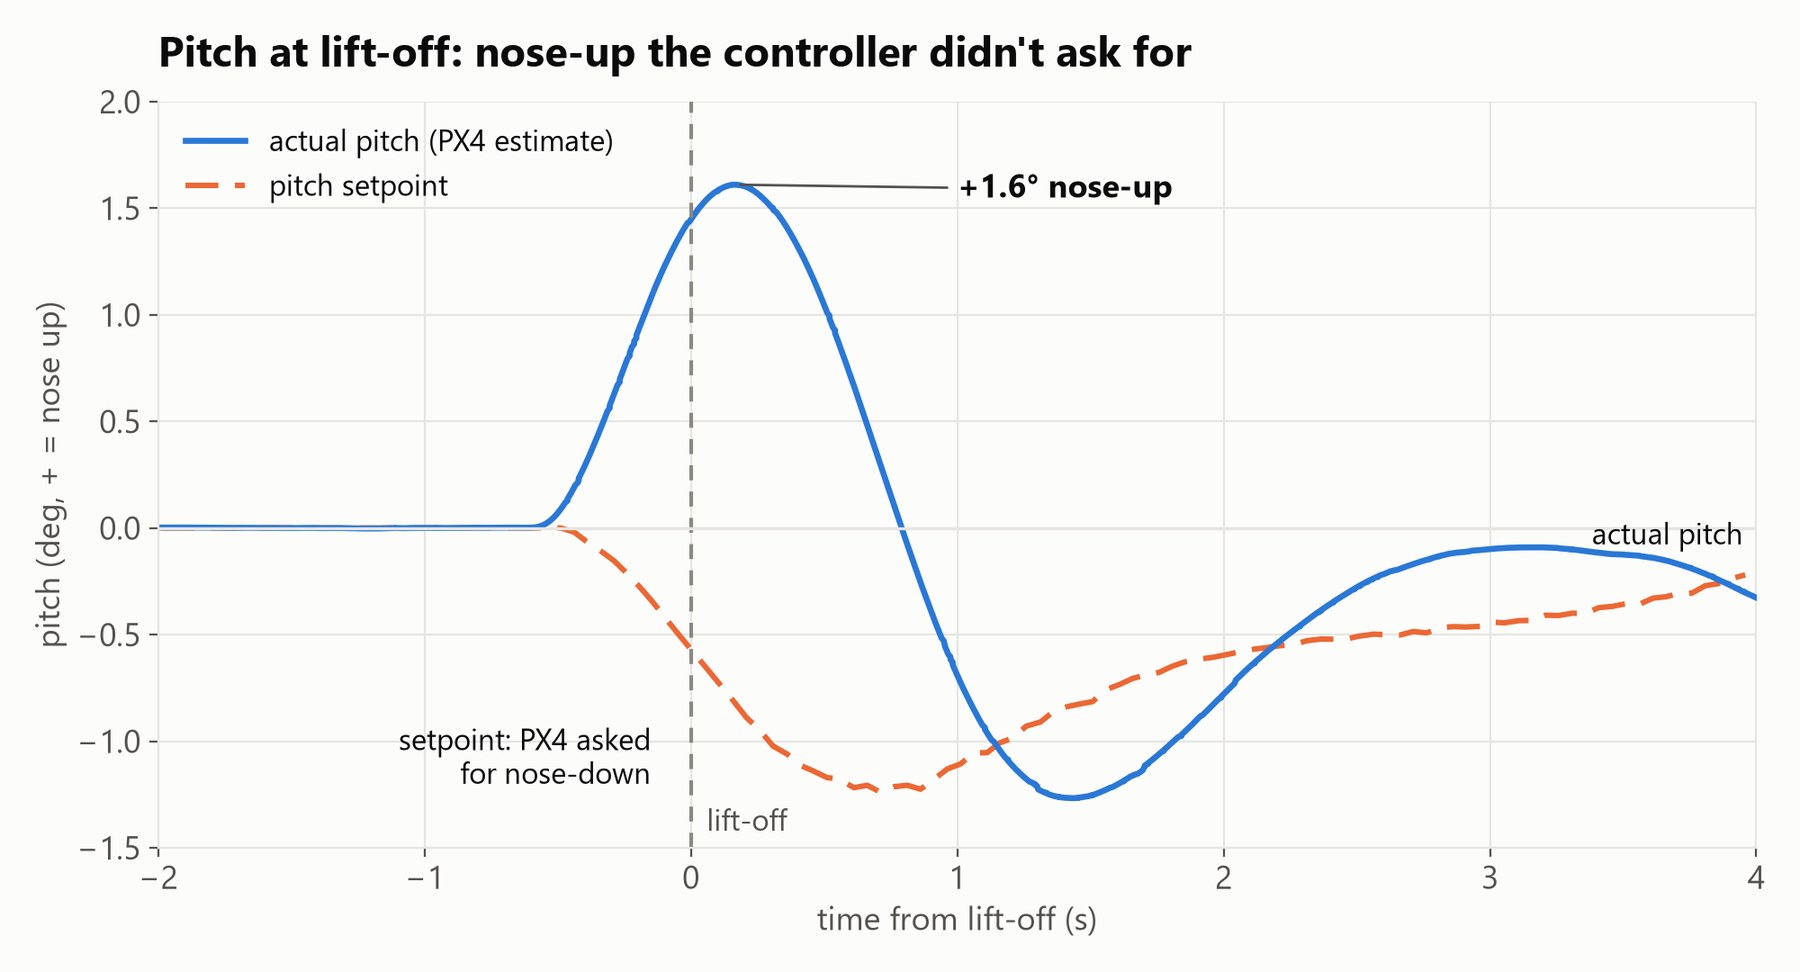 Pitch at lift-off: nose-up the controller didn't ask for
2.0
1.5
1.0
0.5
0.0
−0.5
−1.0
−1.5
pitch (deg, + = nose up)
actual pitch (PX4 estimate)
pitch setpoint
+1.6° nose-up
actual pitch
setpoint: PX4 asked
for nose-down
lift-off
−2
−1
0
1
2
3
4
time from lift-off (s)